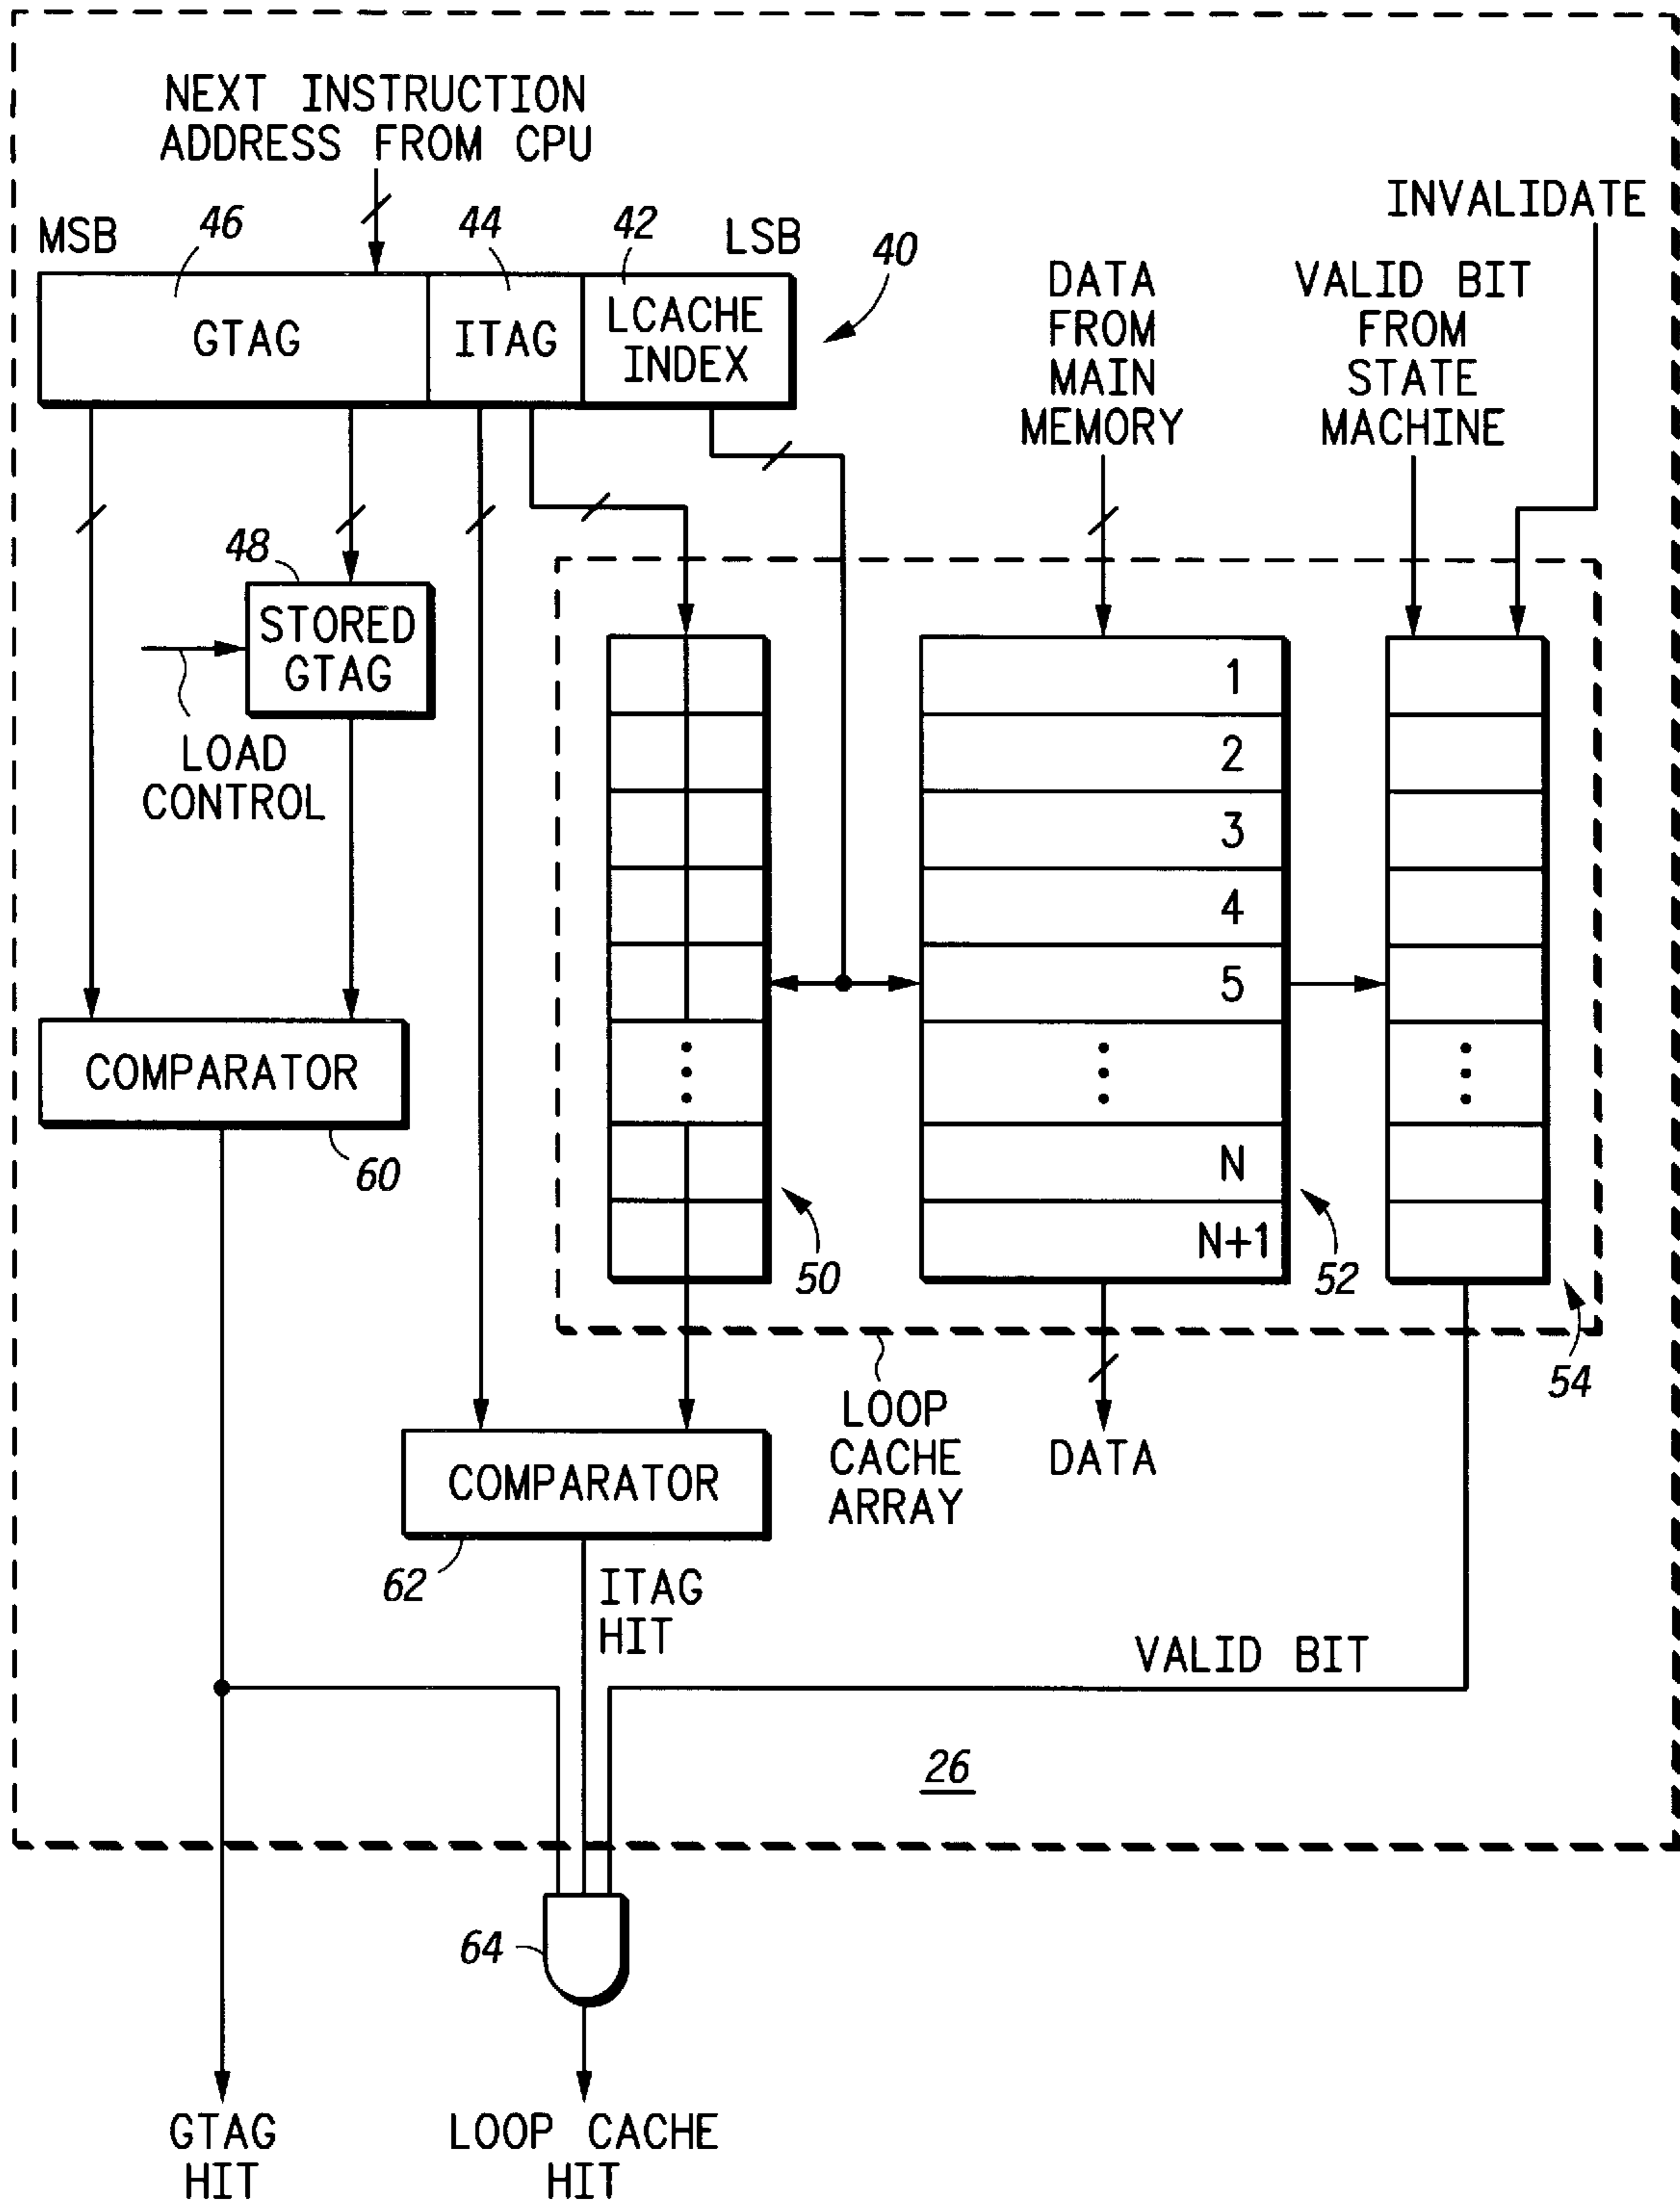 NEXT INSTRUCTION
ADDRESS FROM CPU
INVALIDATE
MSB
46
44
42
LSB
40
GTAG
ITAG
LCACHE
INDEX
DATA
FROM
MAIN
MEMORY
VALID BIT
FROM
STATE
MACHINE
48
STORED
GTAG
LOAD
CONTROL
1
2
3
4
5
N
N+1
COMPARATOR
60
50
52
54
LOOP
CACHE
ARRAY
DATA
COMPARATOR
62
ITAG
HIT
VALID BIT
26
64
GTAG
HIT
LOOP CACHE
HIT